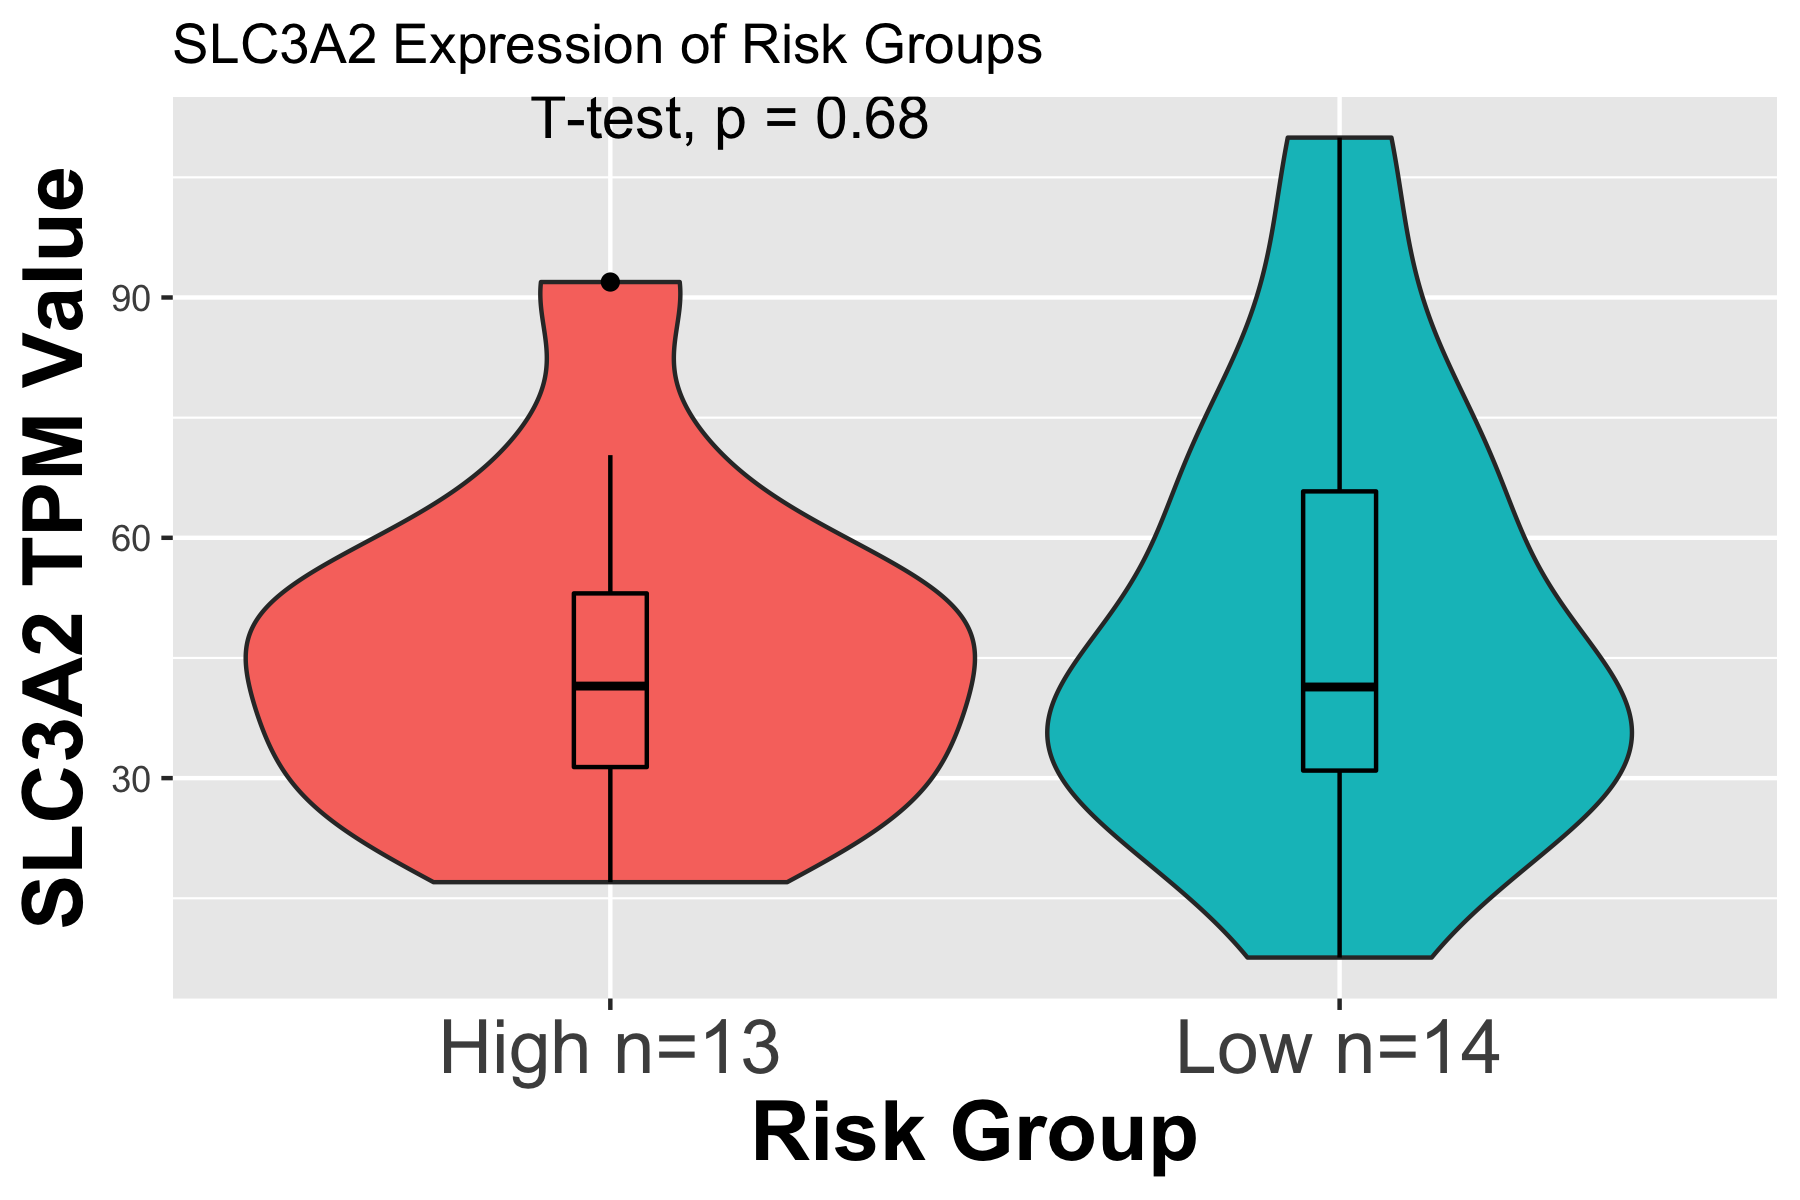 SLC3A2 Expression of Risk Groups
T-test, p = 0.68
SLC3A2 TPM Value
90
60
30
High n=13
Low n=14
Risk Group